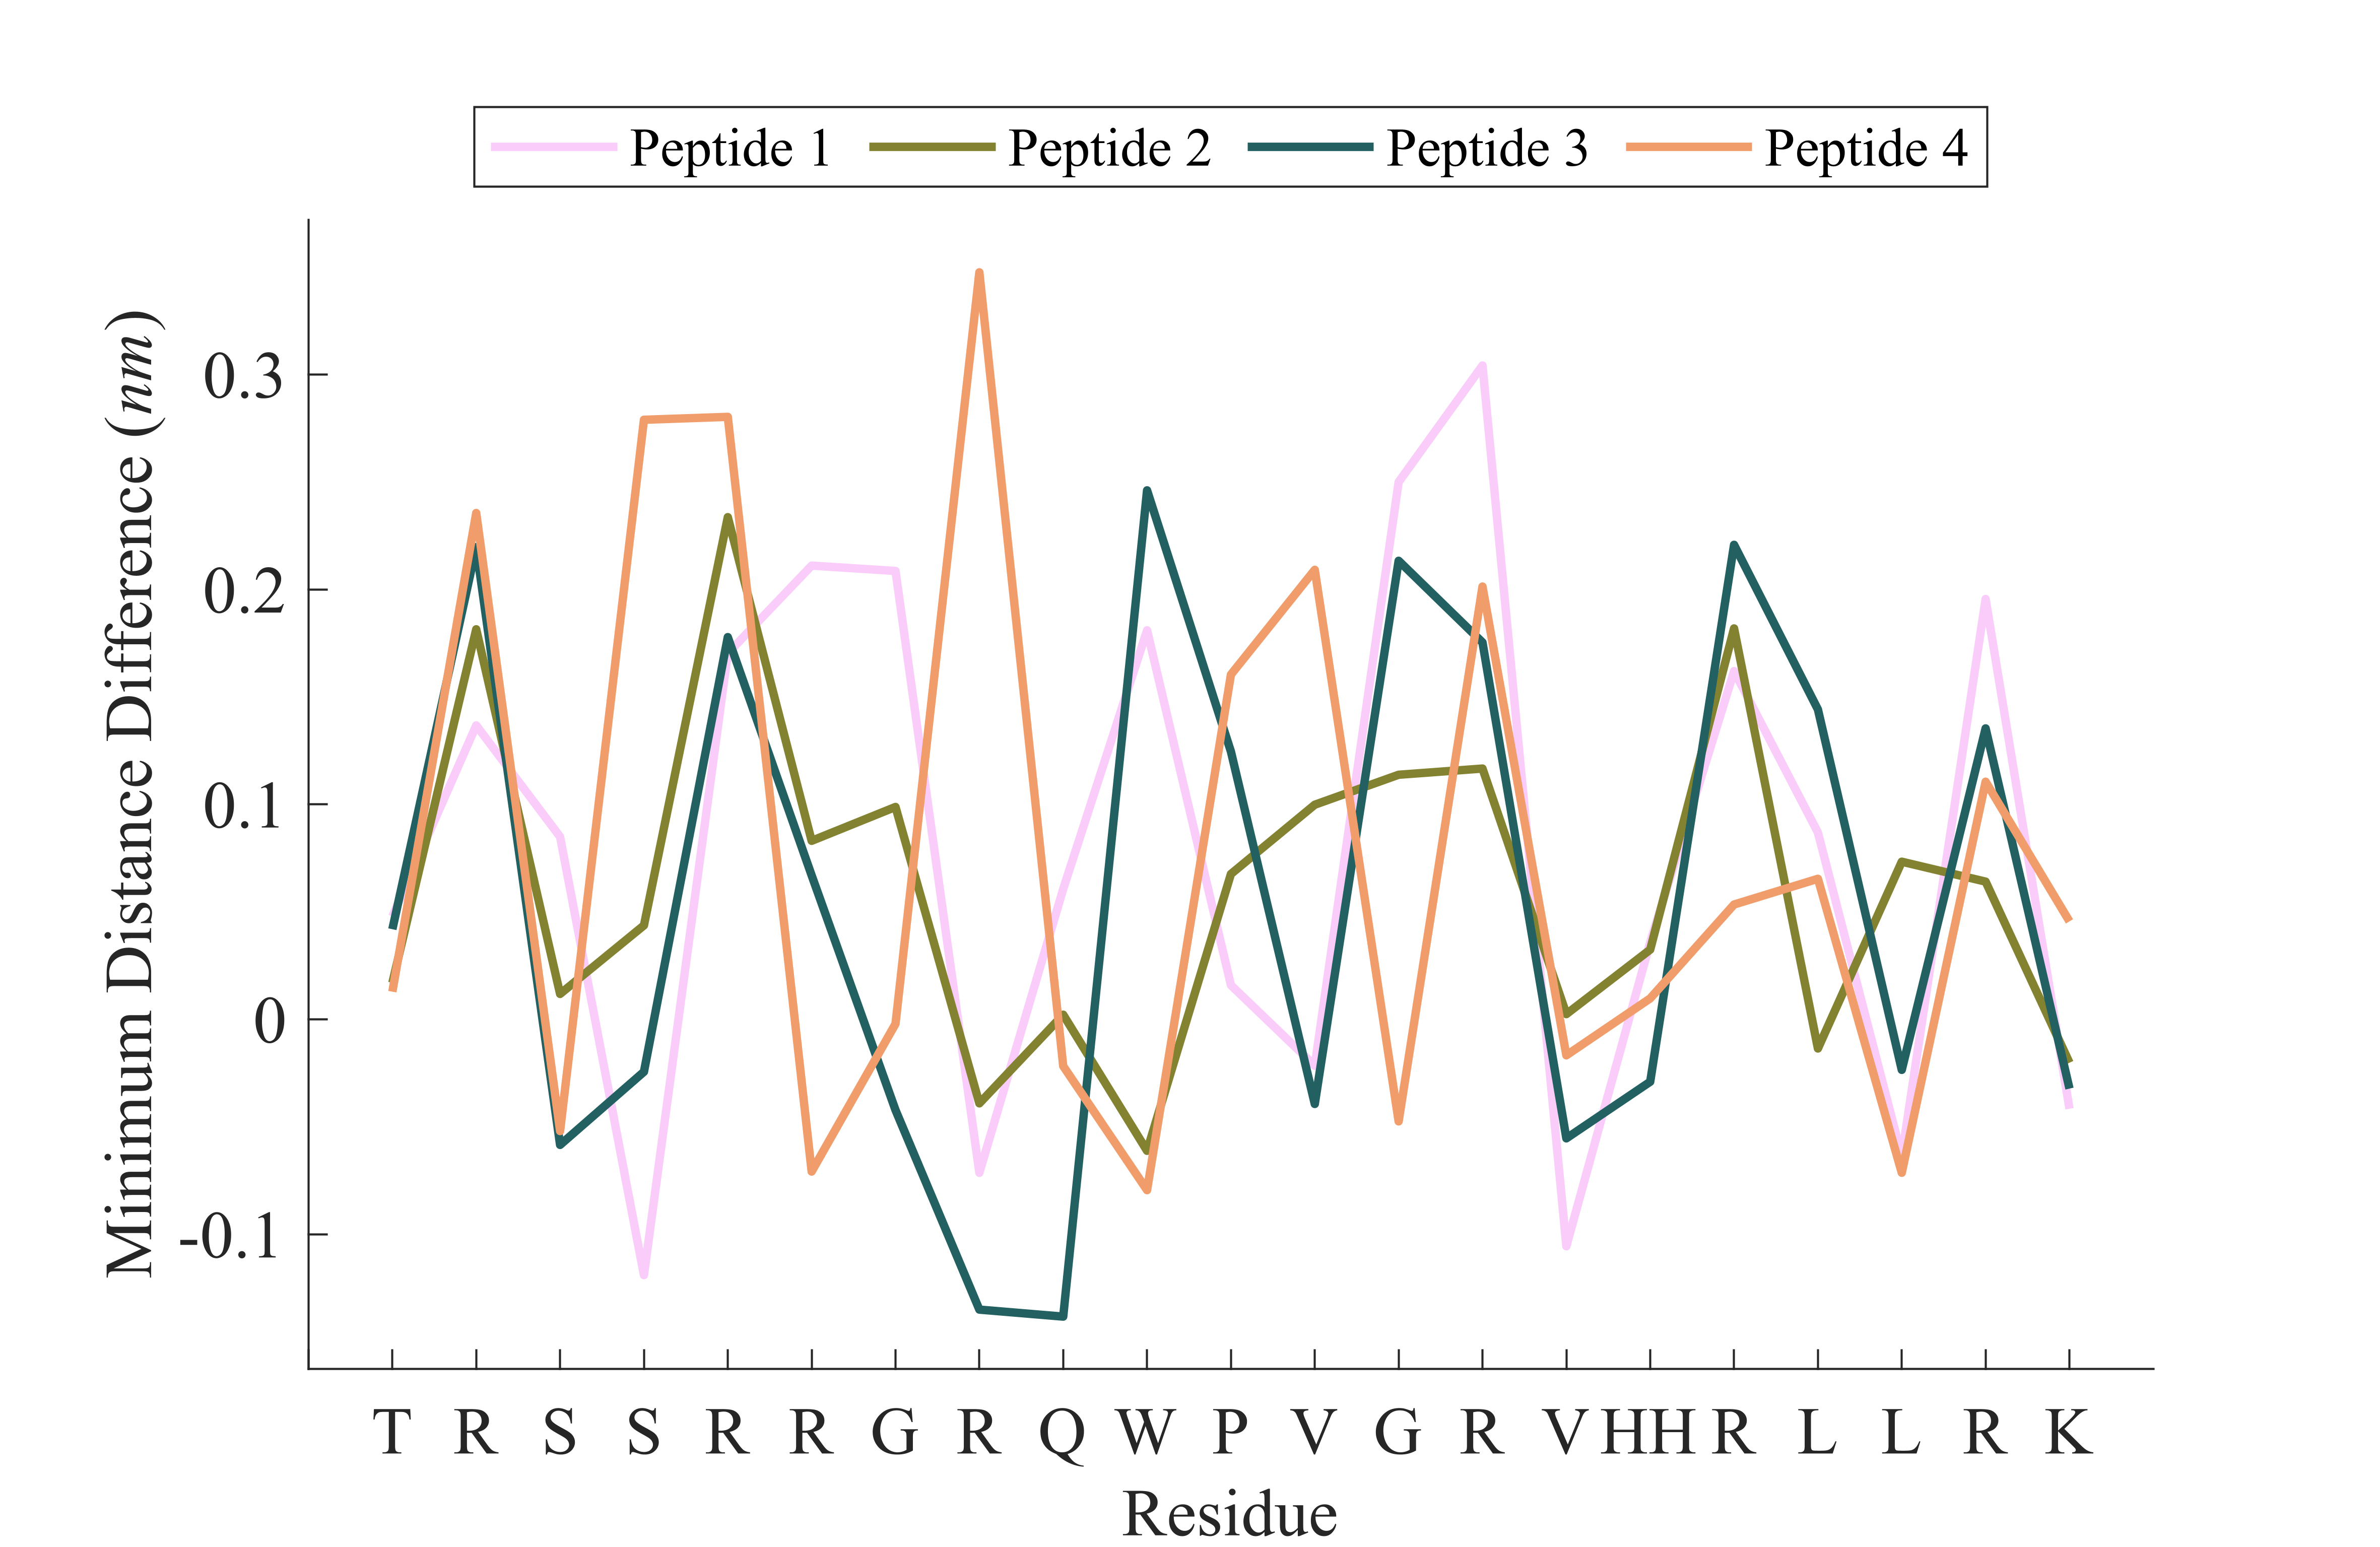 Peptide 1 Peptide 2 Peptide 3 Peptide 4
Minimum Distance Difference (nm)
0.3
0.2
0.1
0
-0.1
T R S S R R G R Q W P V G R V HH R L L R K
Residue